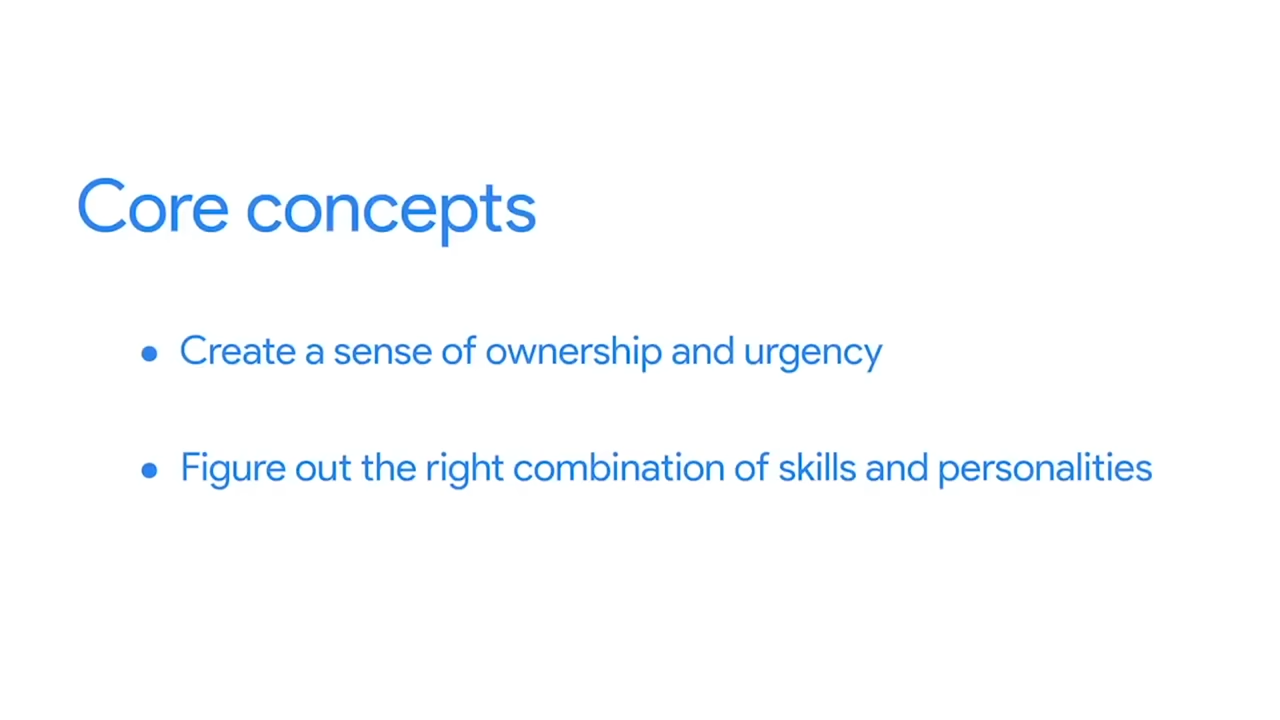 Core concepts
• Create a sense of ownership and urgency
• Figure out the right combination of skills and personalities